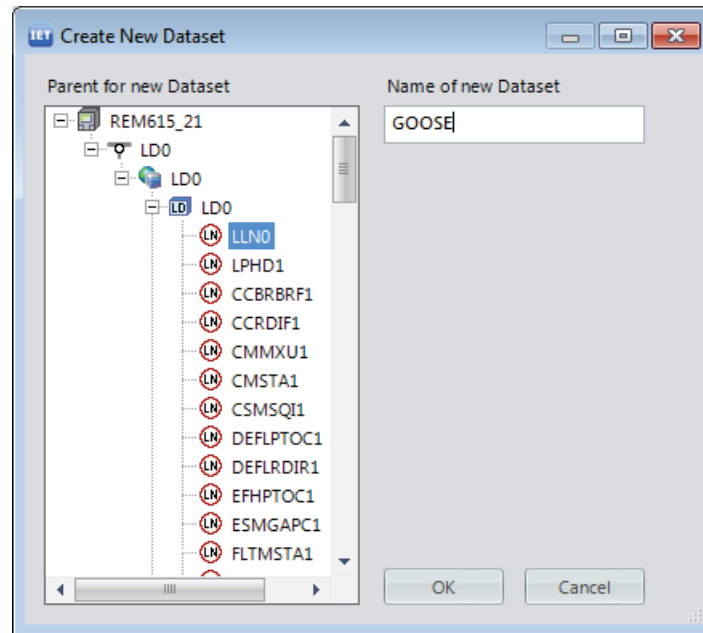 IET Create New Dataset
Parent for new Dataset
Name of new Dataset
REM615_21
GOOSE
LD0
LD0
LD LD0
LN LLN0
LN LPHD1
LN CCBRBRF1
LN CCRDIF1
LN CMMXU1
LN CMSTA1
LN CSMSQI1
LN DEFLPTOC1
LN DEFLRDIR1
LN EFHPTOC1
LN ESMGAPC1
LN FLTMSTA1
OK
Cancel